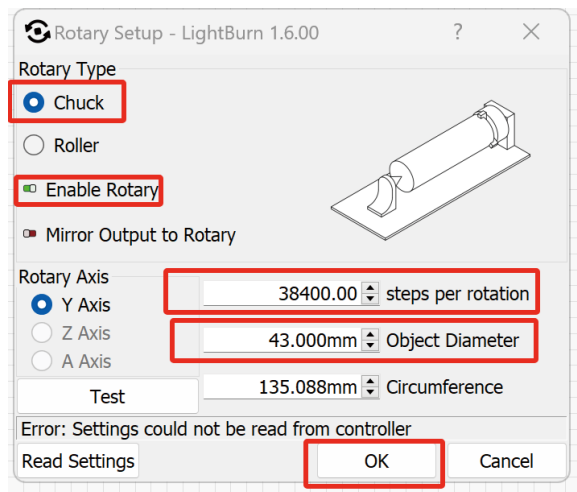 Rotary Setup - LightBurn 1.6.00 ?
Rotary Type
Chuck
Roller
Enable Rotary
Mirror Output to Rotary
Rotary Axis
Y Axis
Z Axis
A Axis
Test
38400.00 steps per rotation
43.000mm Object Diameter
135.088mm Circumference
Error: Settings could not be read from controller
Read Settings OK Cancel